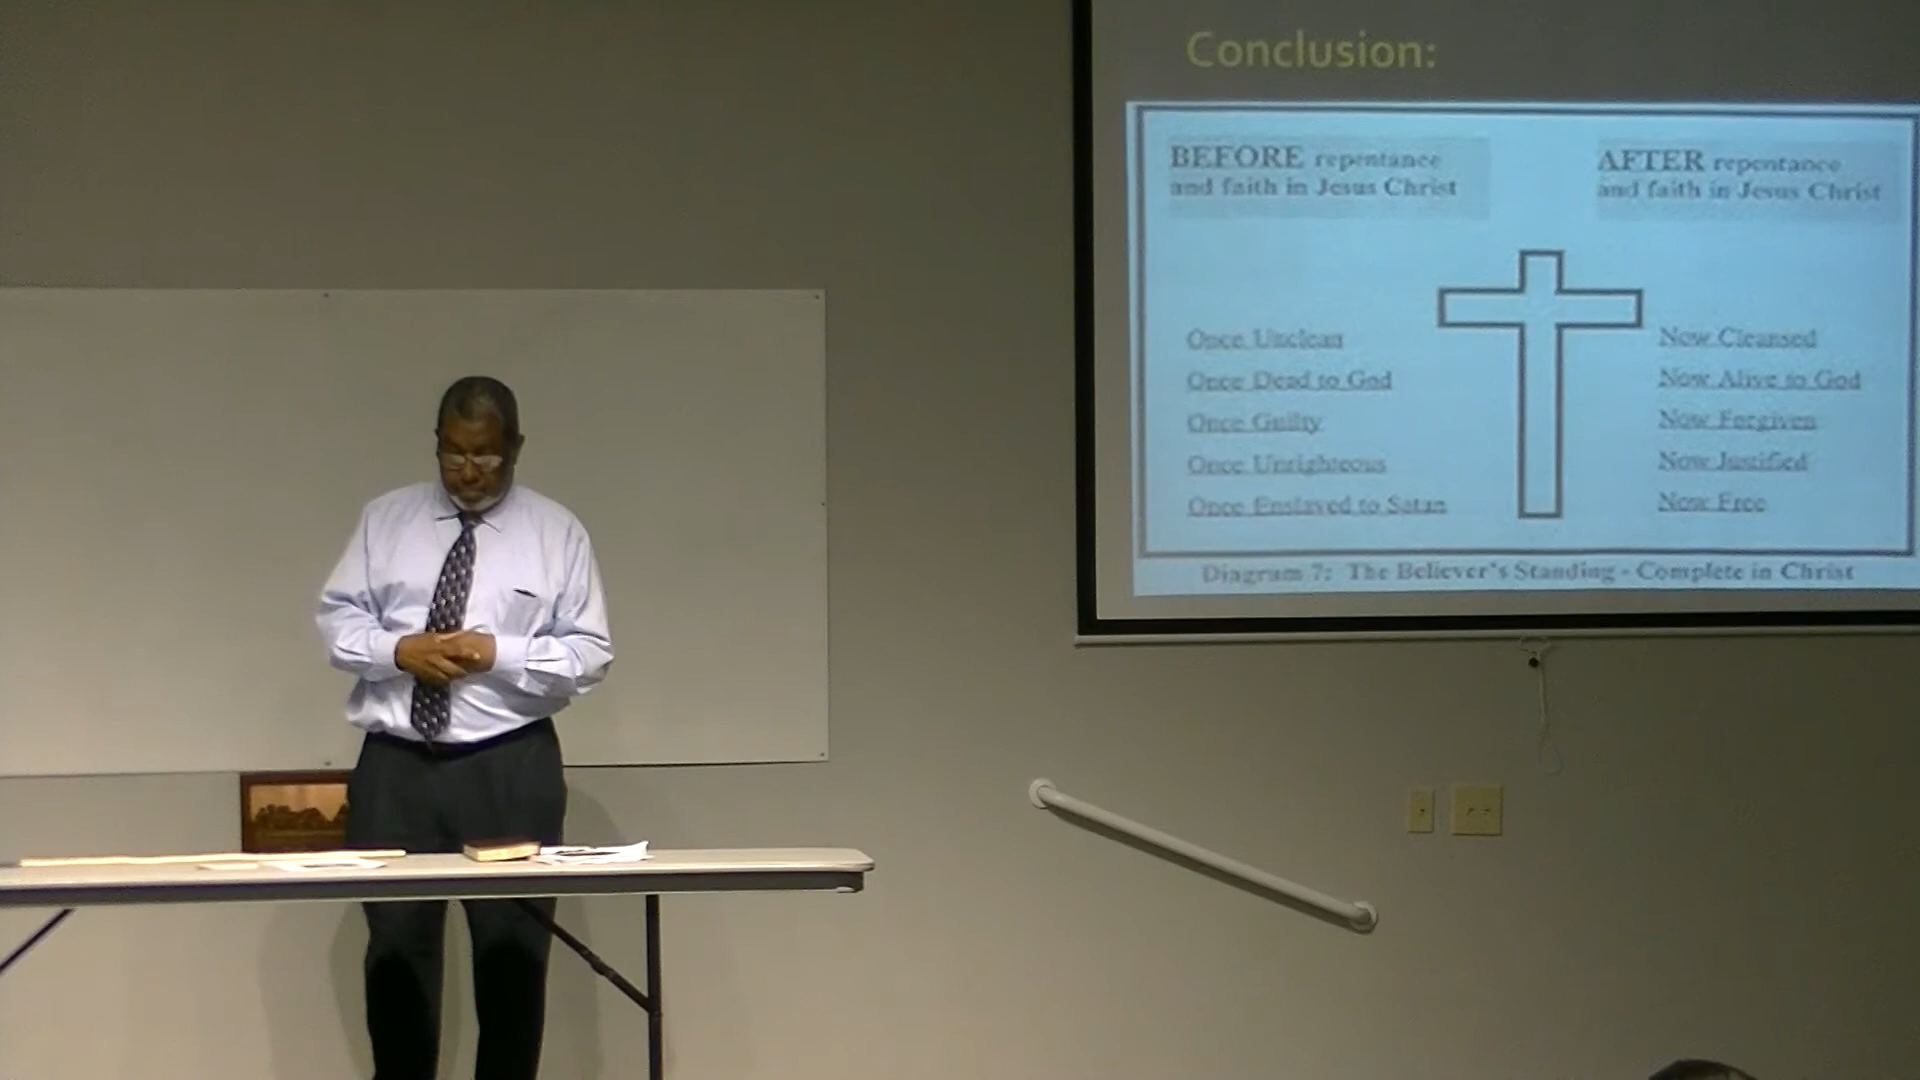 Conclusion:
BEFORE repentance
and faith in Jesus Christ
AFTER repentance
and faith in Jesus Christ
Once Unclean
Once Dead to God
Once Guilty
Once Unrighteous
Once Enslaved to Satan
Now Cleansed
Now Alive to God
Now Forgiven
Now Justified
Now Free
Diagram 7: The Believer's Standing - Complete in Christ